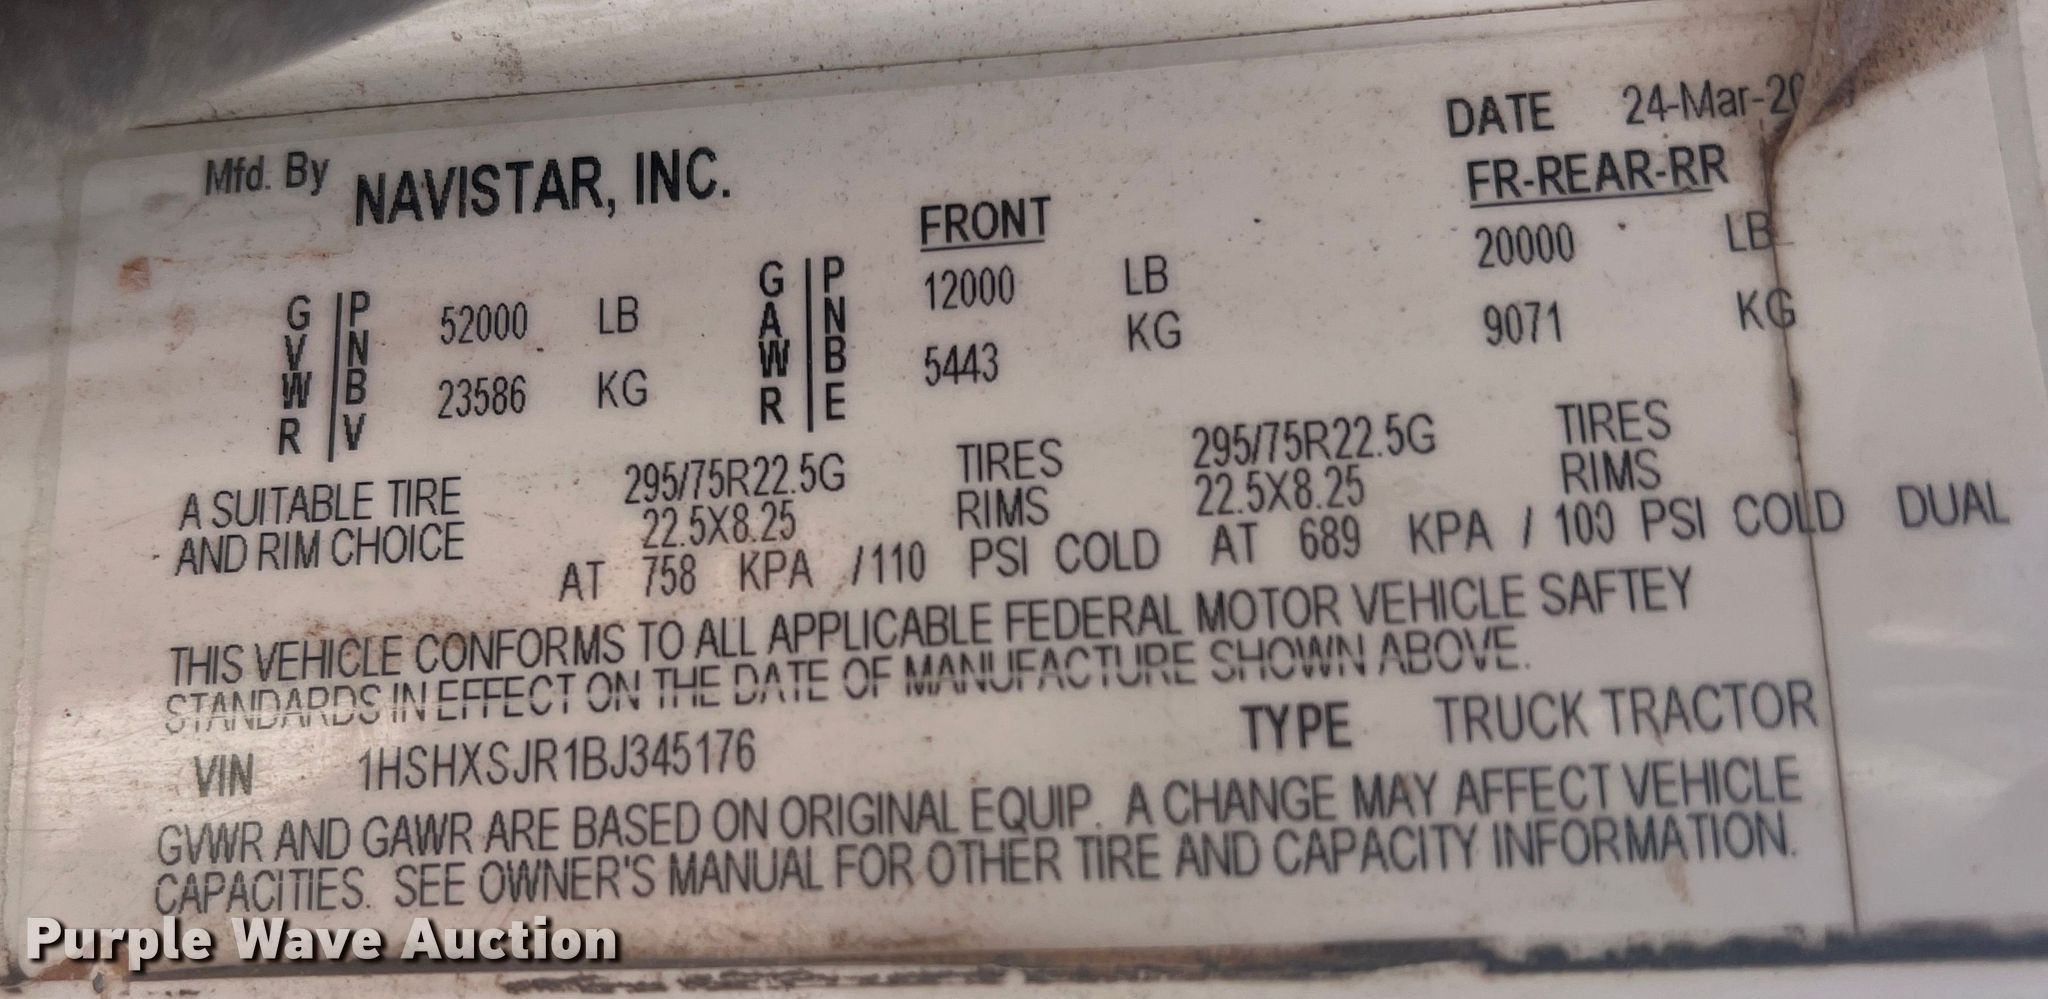 DATE 24-Mar-20
Mfd. By NAVISTAR, INC.
FRONT FR-REAR-RR
GVWR PNBV 52000 LB GAWR PNBE 12000 LB 20000 LB
23586 KG 5443 KG 9071 KG
A SUITABLE TIRE 295/75R22.5G TIRES 295/75R22.5G TIRES
AND RIM CHOICE 22.5X8.25 RIMS 22.5X8.25 RIMS
AT 758 KPA /110 PSI COLD AT 689 KPA / 100 PSI COLD DUAL
THIS VEHICLE CONFORMS TO ALL APPLICABLE FEDERAL MOTOR VEHICLE SAFTEY
STANDARDS IN EFFECT ON THE DATE OF MANUFACTURE SHOWN ABOVE.
VIN 1HSHXSJR1BJ345176 TYPE TRUCK TRACTOR
GVWR AND GAWR ARE BASED ON ORIGINAL EQUIP. A CHANGE MAY AFFECT VEHICLE
CAPACITIES. SEE OWNER'S MANUAL FOR OTHER TIRE AND CAPACITY INFORMATION.
Purple Wave Auction